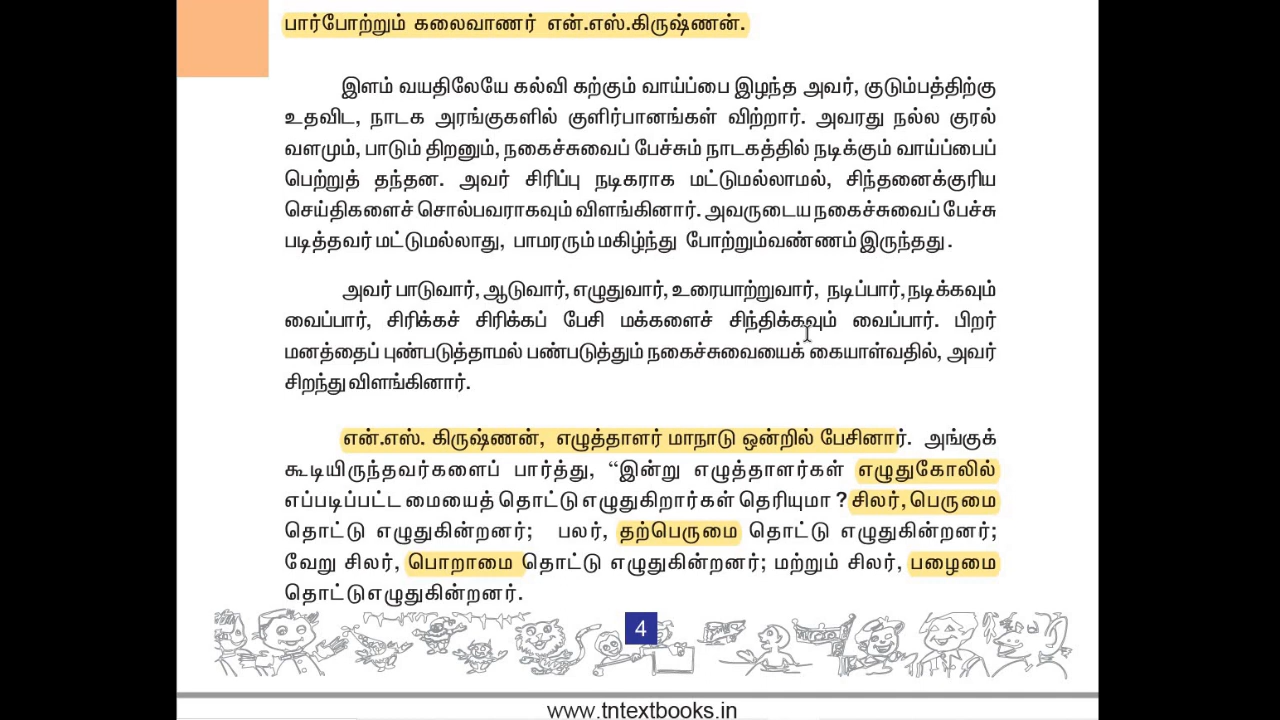 பார்போற்றும் கலைவாணர் என்.எஸ்.கிருஷ்ணன்.
இளம் வயதிலேயே கல்வி கற்கும் வாய்ப்பை இழந்த அவர், குடும்பத்திற்கு
உதவிட, நாடக அரங்குகளில் குளிர்பானங்கள் விற்றார். அவரது நல்ல குரல்
வளமும், பாடும் திறனும், நகைச்சுவைப் பேச்சும் நாடகத்தில் நடிக்கும் வாய்ப்பைப்
பெற்றுத் தந்தன. அவர் சிரிப்பு நடிகராக மட்டுமல்லாமல், சிந்தனைக்குரிய
செய்திகளைச் சொல்பவராகவும் விளங்கினார். அவருடைய நகைச்சுவைப் பேச்சு
படித்தவர் மட்டுமல்லாது, பாமரரும் மகிழ்ந்து போற்றும்வண்ணம் இருந்தது.
அவர் பாடுவார், ஆடுவார், எழுதுவார், உரையாற்றுவார், நடிப்பார், நடிக்கவும்
வைப்பார், சிரிக்கச் சிரிக்கப் பேசி மக்களைச் சிந்திக்கவும் வைப்பார். பிறர்
மனத்தைப் புண்படுத்தாமல் பண்படுத்தும் நகைச்சுவையைக் கையாள்வதில், அவர்
சிறந்து விளங்கினார்.
என்.எஸ். கிருஷ்ணன், எழுத்தாளர் மாநாடு ஒன்றில் பேசினார். அங்குக்
கூடியிருந்தவர்களைப் பார்த்து, “இன்று எழுத்தாளர்கள் எழுதுகோலில்
எப்படிப்பட்ட மையைத் தொட்டு எழுதுகிறார்கள் தெரியுமா ? சிலர், பெருமை
தொட்டு எழுதுகின்றனர்; பலர், தற்பெருமை தொட்டு எழுதுகின்றனர்;
வேறு சிலர், பொறாமை தொட்டு எழுதுகின்றனர்; மற்றும் சிலர், பழைமை
தொட்டுஎழுதுகின்றனர்.
4
www.tntextbooks.in